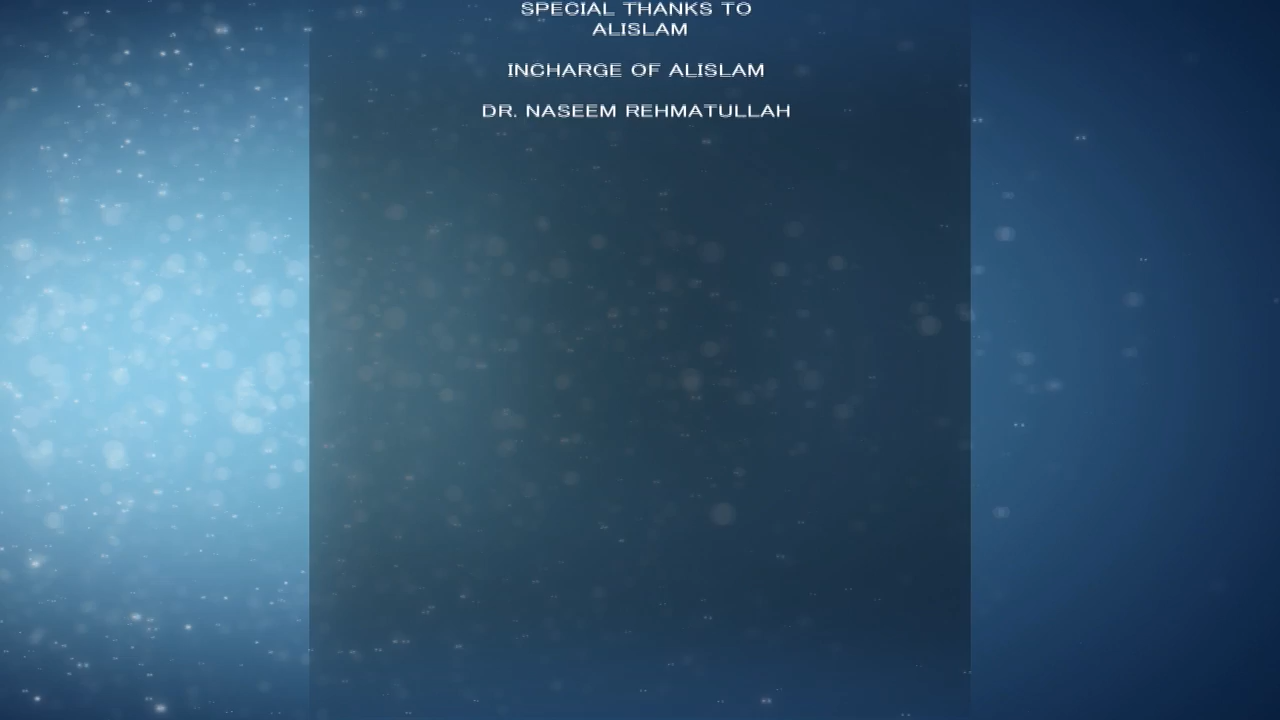 SPECIAL THANKS TO
ALISLAM
INCHARGE OF ALISLAM
DR. NASEEM REHMATULLAH